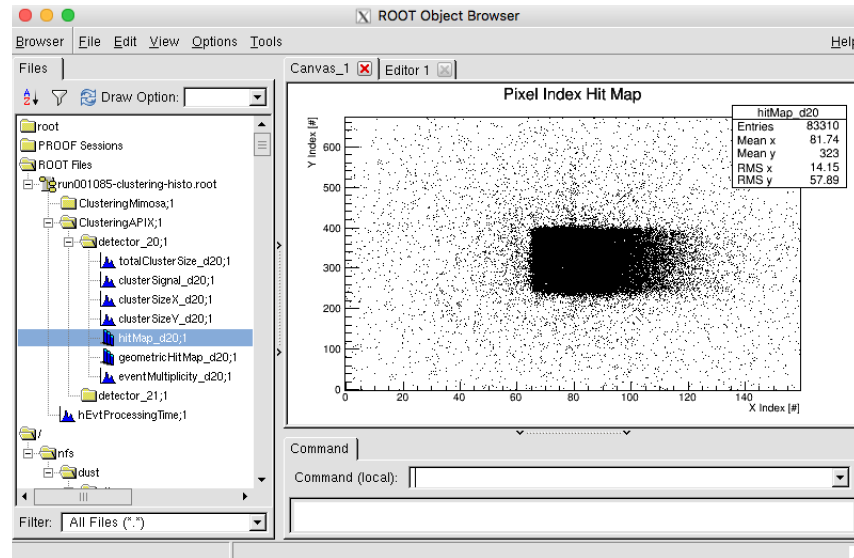 ROOT Object Browser
Browser File Edit View Options Tools Help
Files
Draw Option:
root
PROOF Sessions
ROOT Files
run001085-clustering-histo.root
ClusteringMimosa;1
ClusteringAPIX;1
detector_20;1
totalClusterSize_d20;1
clusterSignal_d20;1
clusterSizeX_d20;1
clusterSizeY_d20;1
hitMap_d20;1
geometricHitMap_d20;1
eventMultiplicity_d20;1
detector_21;1
hEvtProcessingTime;1
/
nfs
dust
Filter: All Files (*.*)
Canvas_1 Editor 1
Pixel Index Hit Map
hitMap_d20
Entries 83310
Mean x 81.74
Mean y 323
RMS x 14.15
RMS y 57.89
Y Index [#]
600
500
400
300
200
100
0
0 20 40 60 80 100 120 140
X Index [#]
Command
Command (local):